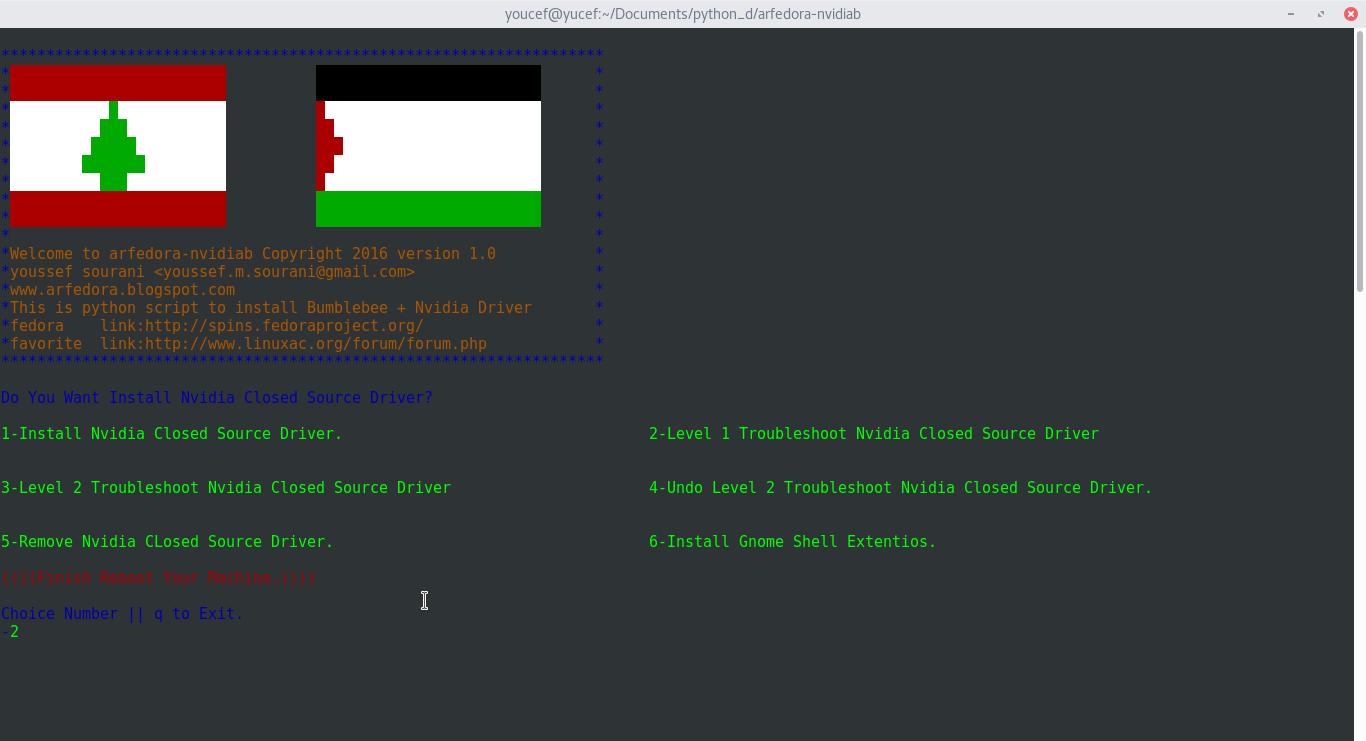 youcef@yucef:~/Documents/python_d/arfedora-nvidiab
*******************************************************************
*Welcome to arfedora-nvidiab Copyright 2016 version 1.0 *
*youssef sourani <youssef.m.sourani@gmail.com> *
*www.arfedora.blogspot.com *
*This is python script to install Bumblebee + Nvidia Driver *
*fedora    link:http://spins.fedoraproject.org/ *
*favorite  link:http://www.linuxac.org/forum/forum.php *
*******************************************************************
Do You Want Install Nvidia Closed Source Driver?
1-Install Nvidia Closed Source Driver. 2-Level 1 Troubleshoot Nvidia Closed Source Driver
3-Level 2 Troubleshoot Nvidia Closed Source Driver 4-Undo Level 2 Troubleshoot Nvidia Closed Source Driver.
5-Remove Nvidia CLosed Source Driver. 6-Install Gnome Shell Extentios.
((((Finish Reboot Your Machine.))))
Choice Number || q to Exit.
-2